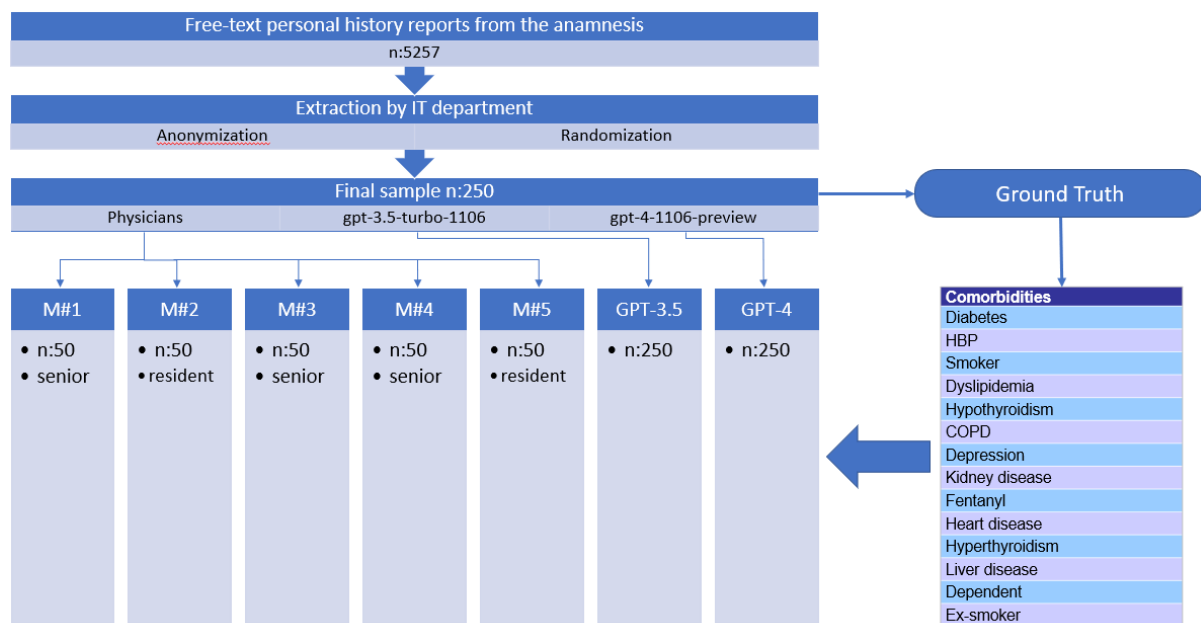 Free-text personal history reports from the anamnesis
n:5257
Extraction by IT department
Anonymization Randomization
Final sample n:250
Physicians gpt-3.5-turbo-1106 gpt-4-1106-preview
Ground Truth
M#1 M#2 M#3 M#4 M#5 GPT-3.5 GPT-4
• n:50 • n:50 • n:50 • n:50 • n:50 • n:250 • n:250
• senior • resident • senior • senior • resident
Comorbidities
Diabetes
HBP
Smoker
Dyslipidemia
Hypothyroidism
COPD
Depression
Kidney disease
Fentanyl
Heart disease
Hyperthyroidism
Liver disease
Dependent
Ex-smoker